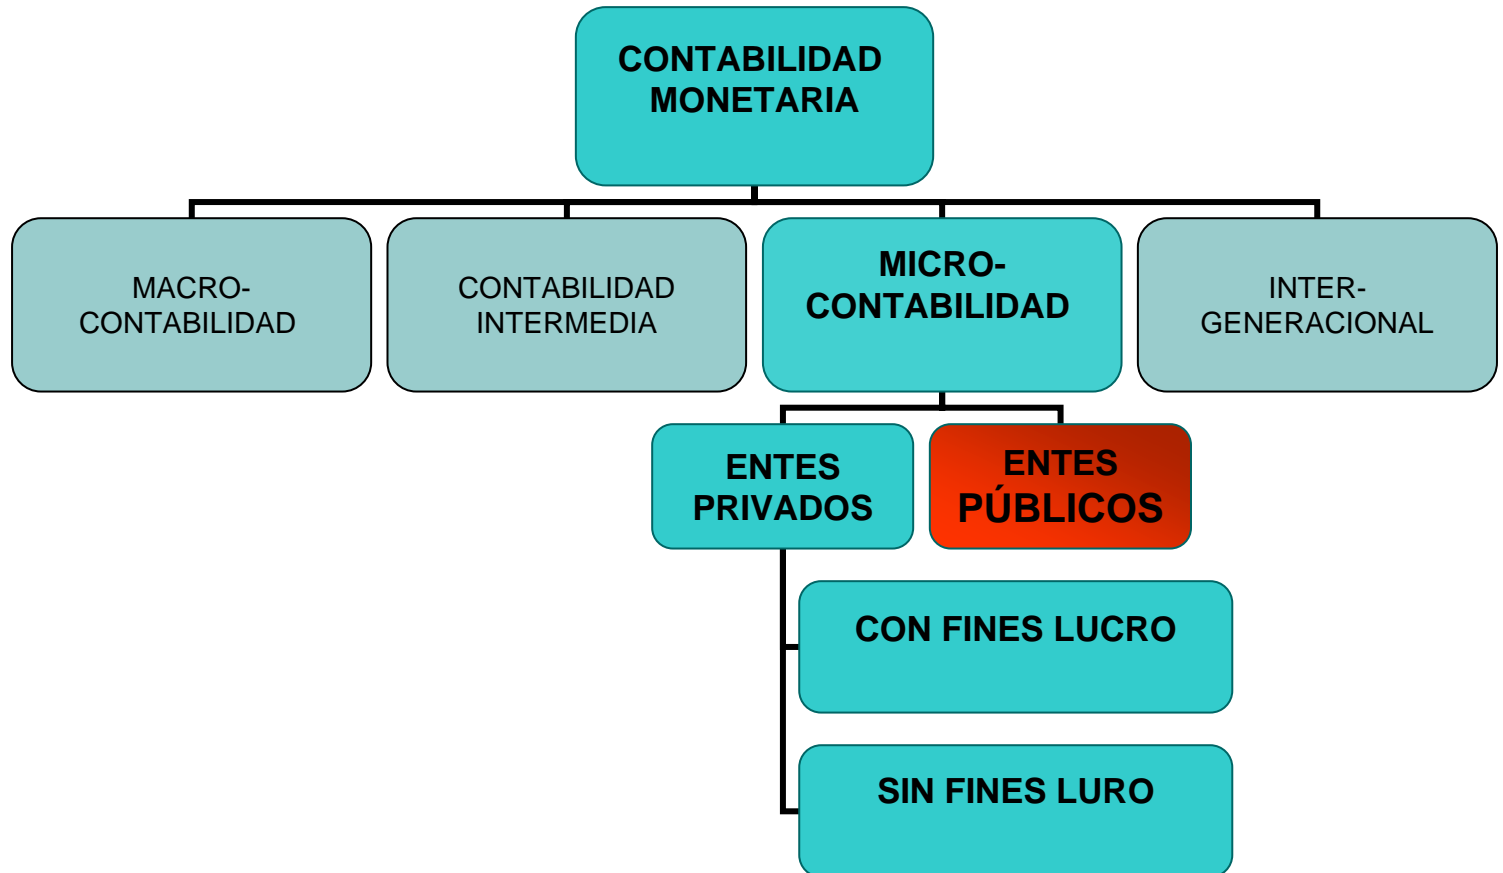 CONTABILIDAD
MONETARIA
MACRO-
CONTABILIDAD
CONTABILIDAD
INTERMEDIA
MICRO-
CONTABILIDAD
INTER-
GENERACIONAL
ENTES
PRIVADOS
ENTES
PÚBLICOS
CON FINES LUCRO
SIN FINES LURO